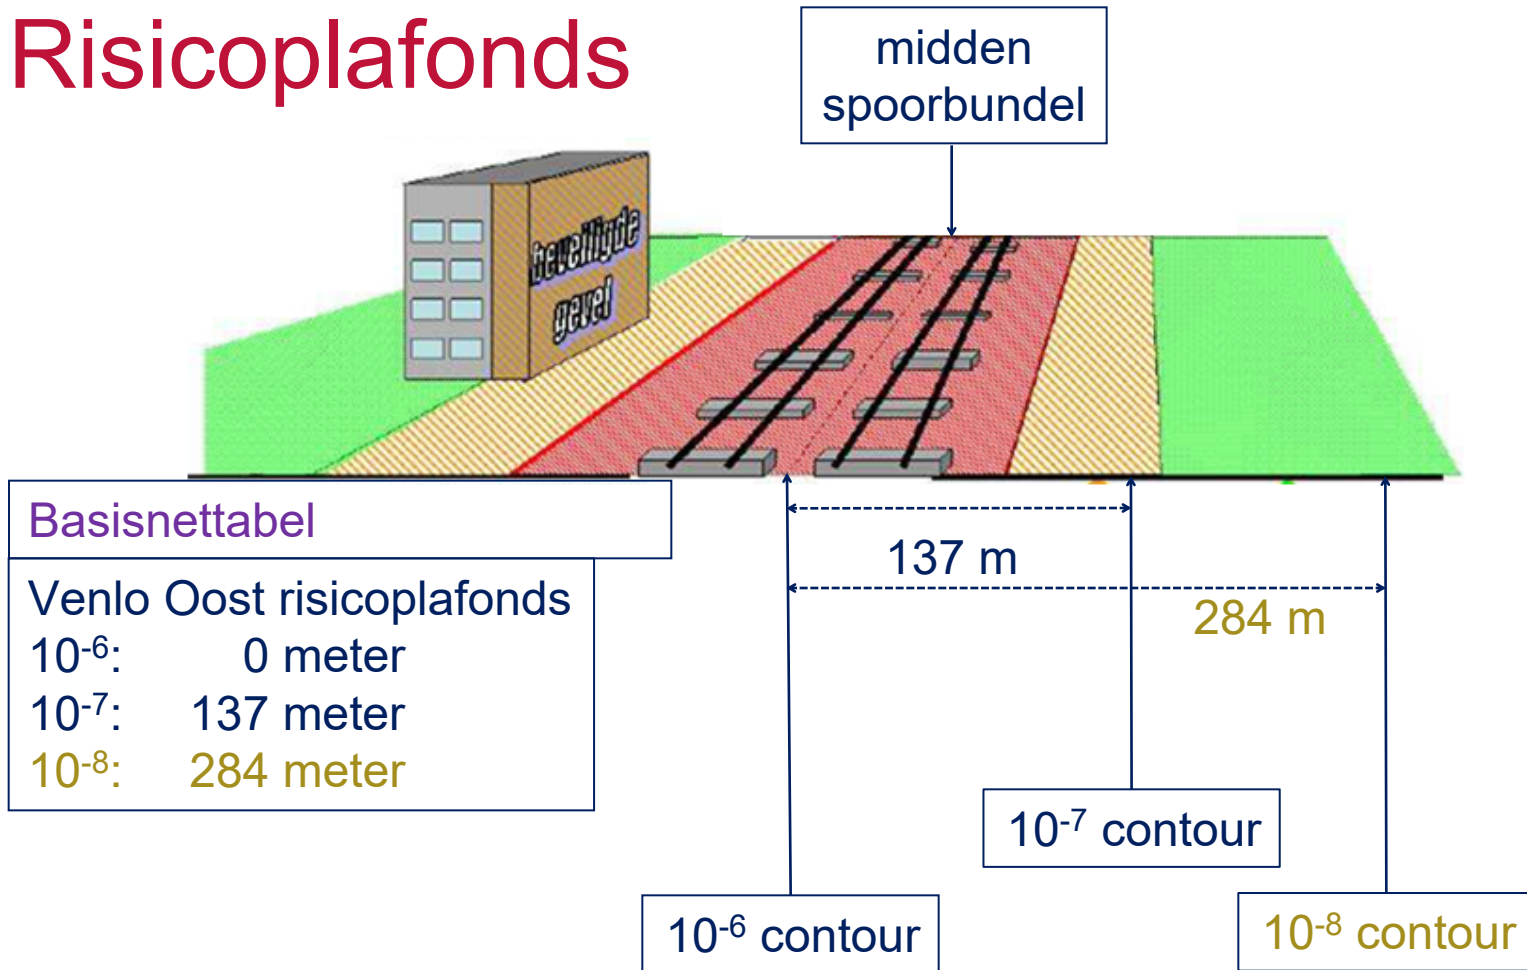 Risicoplafonds
midden
spoorbundel
beveiligde
gevel
Basisnettabel
Venlo Oost risicoplafonds
10⁻⁶: 0 meter
10⁻⁷: 137 meter
10⁻⁸: 284 meter
137 m
284 m
10⁻⁷ contour
10⁻⁶ contour
10⁻⁸ contour